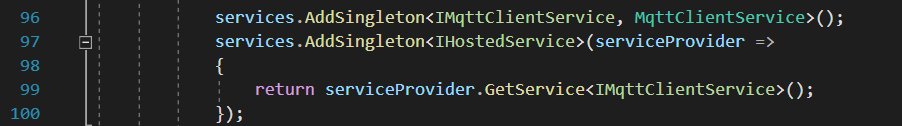 96 services.AddSingleton<IMqttClientService, MqttClientService>();
97 services.AddSingleton<IHostedService>(serviceProvider =>
98 {
99 return serviceProvider.GetService<IMqttClientService>();
100 });